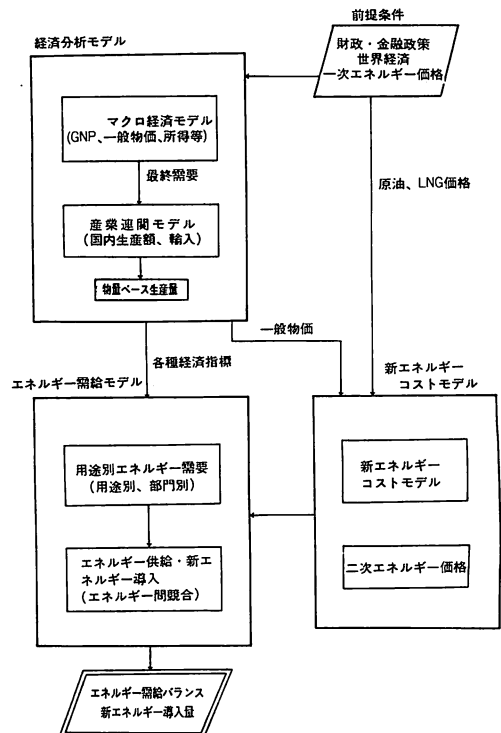 前提条件
財政・金融政策
世界経済
一次エネルギー価格
経済分析モデル
マクロ経済モデル
(GNP、一般物価、所得等)
最終需要
産業連関モデル
(国内生産額、輸入)
物量ベース生産量
原油、LNG価格
一般物価
各種経済指標
エネルギー需給モデル
新エネルギー
コストモデル
用途別エネルギー需要
(用途別、部門別)
エネルギー供給・新エ
ネルギー導入
(エネルギー間競合)
新エネルギー
コストモデル
二次エネルギー価格
エネルギー需給バランス
新エネルギー導入量